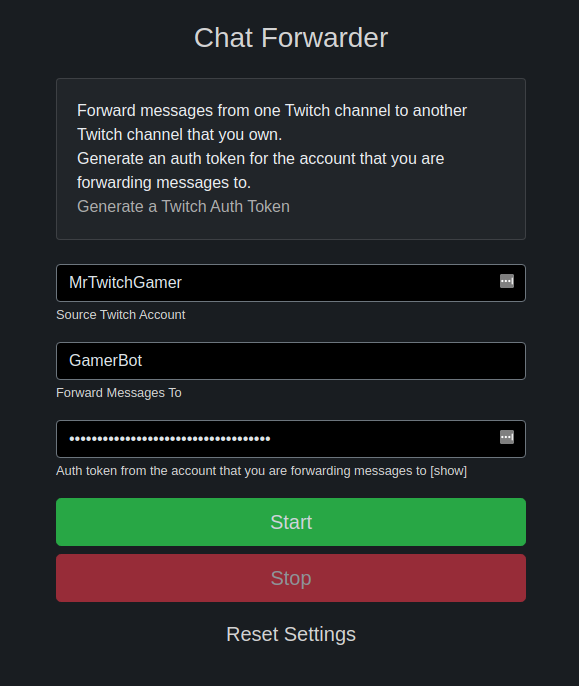 Chat Forwarder
Forward messages from one Twitch channel to another
Twitch channel that you own.
Generate an auth token for the account that you are
forwarding messages to.
Generate a Twitch Auth Token
MrTwitchGamer
Source Twitch Account
GamerBot
Forward Messages To
••••••••••••••••••••••••••••••••••••
Auth token from the account that you are forwarding messages to [show]
Start
Stop
Reset Settings